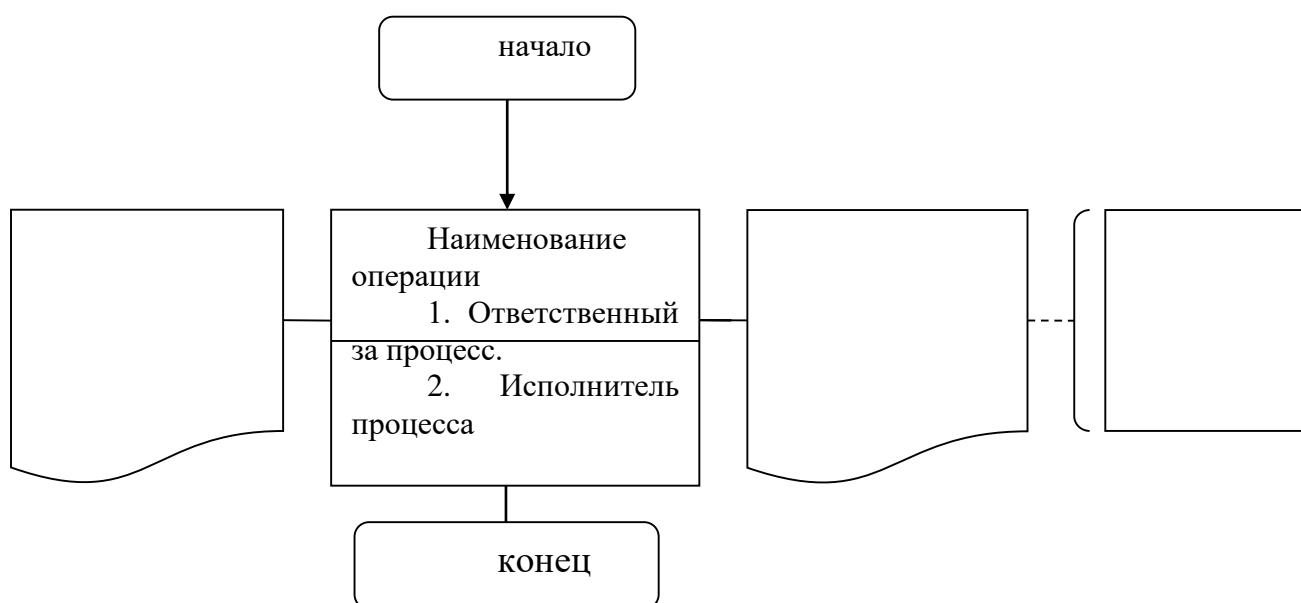 начало
Наименование
операции
1. Ответственный
за процесс.
2. Исполнитель
процесса
конец